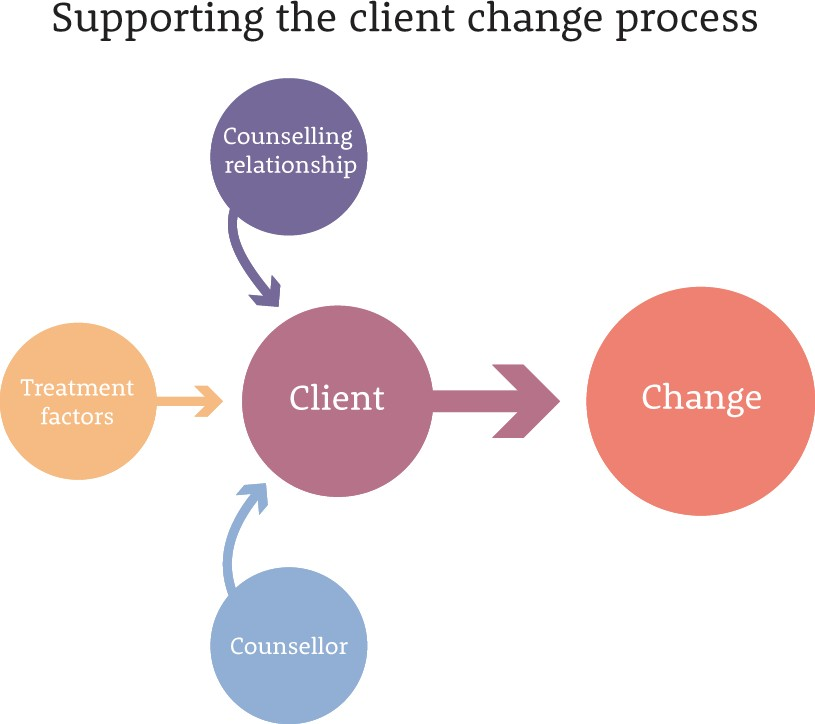 Supporting the client change process
Counselling
relationship
Treatment
factors
Client
Change
Counsellor